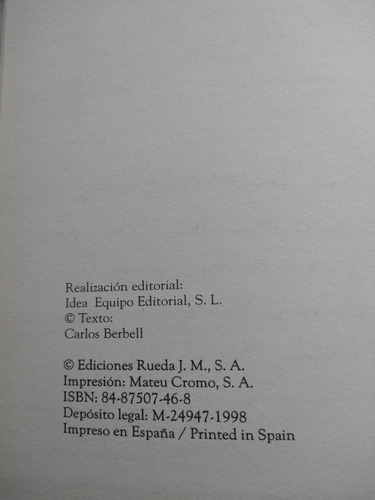 Realización editorial:
Idea Equipo Editorial, S. L.
© Texto:
Carlos Berbell
© Ediciones Rueda J. M., S. A.
Impresión: Mateu Cromo, S. A.
ISBN: 84-87507-46-8
Depósito legal: M-24947-1998
Impreso en España / Printed in Spain